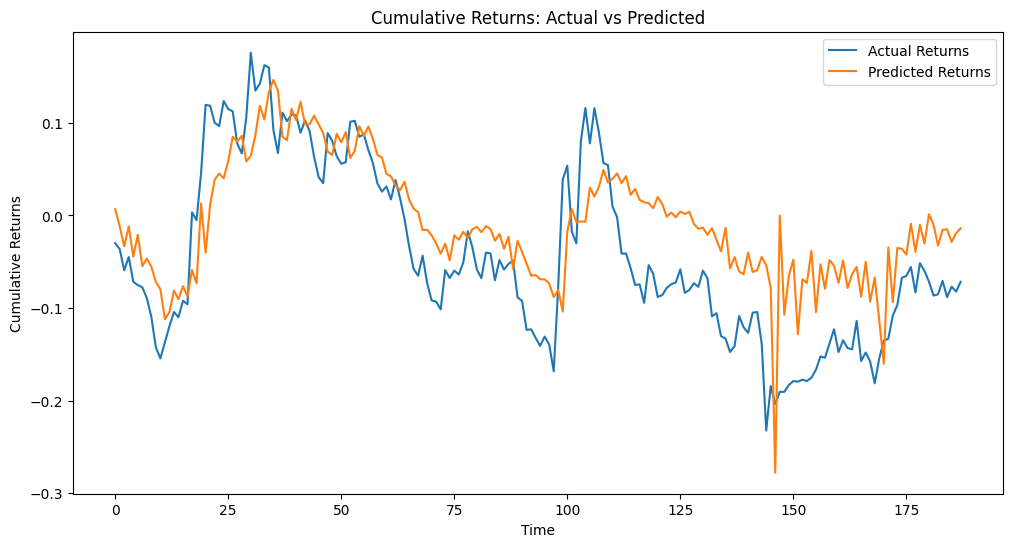 Cumulative Returns: Actual vs Predicted
Actual Returns
Predicted Returns
0.1
0.0
−0.1
−0.2
−0.3
Cumulative Returns
0
25
50
75
100
125
150
175
Time